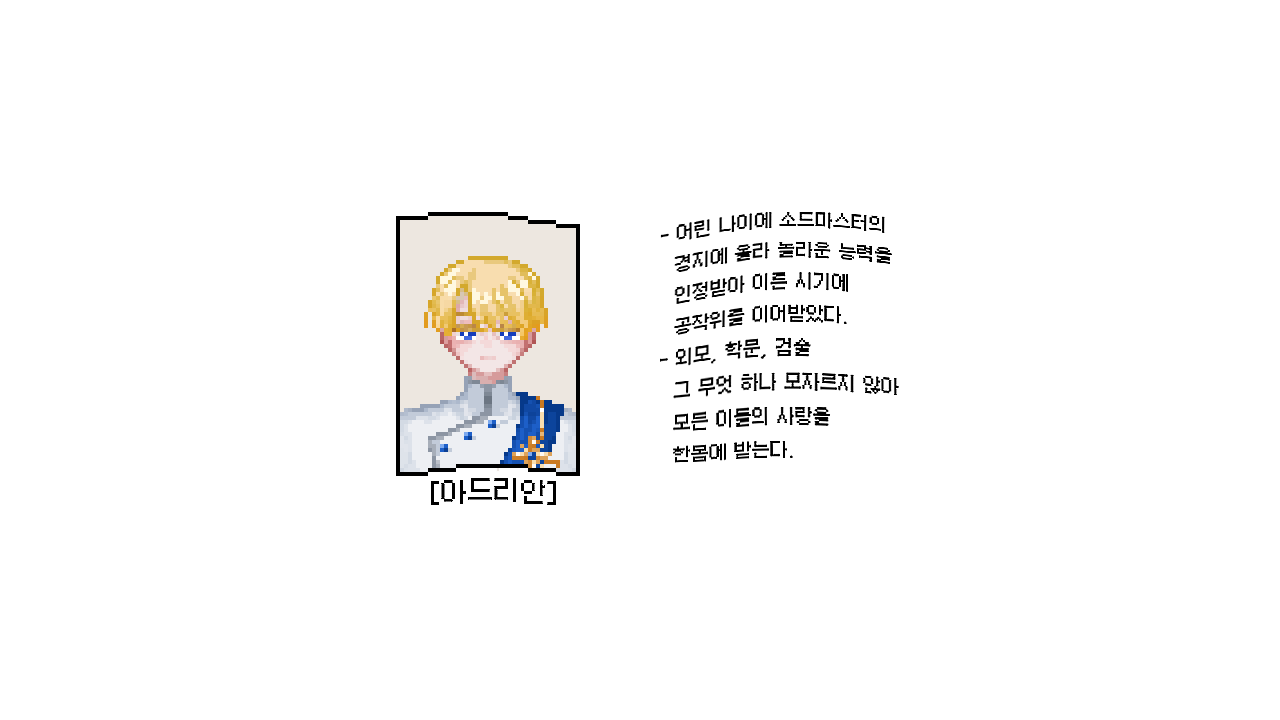 - 어린 나이에 소드마스터의
경지에 올라 놀라운 능력을
인정받아 이른 시기에
공작위를 이어받았다.
- 외모, 학문, 검술
그 무엇 하나 모자르지 않아
모든 이들의 사랑을
한몸에 받는다.
[아드리안]